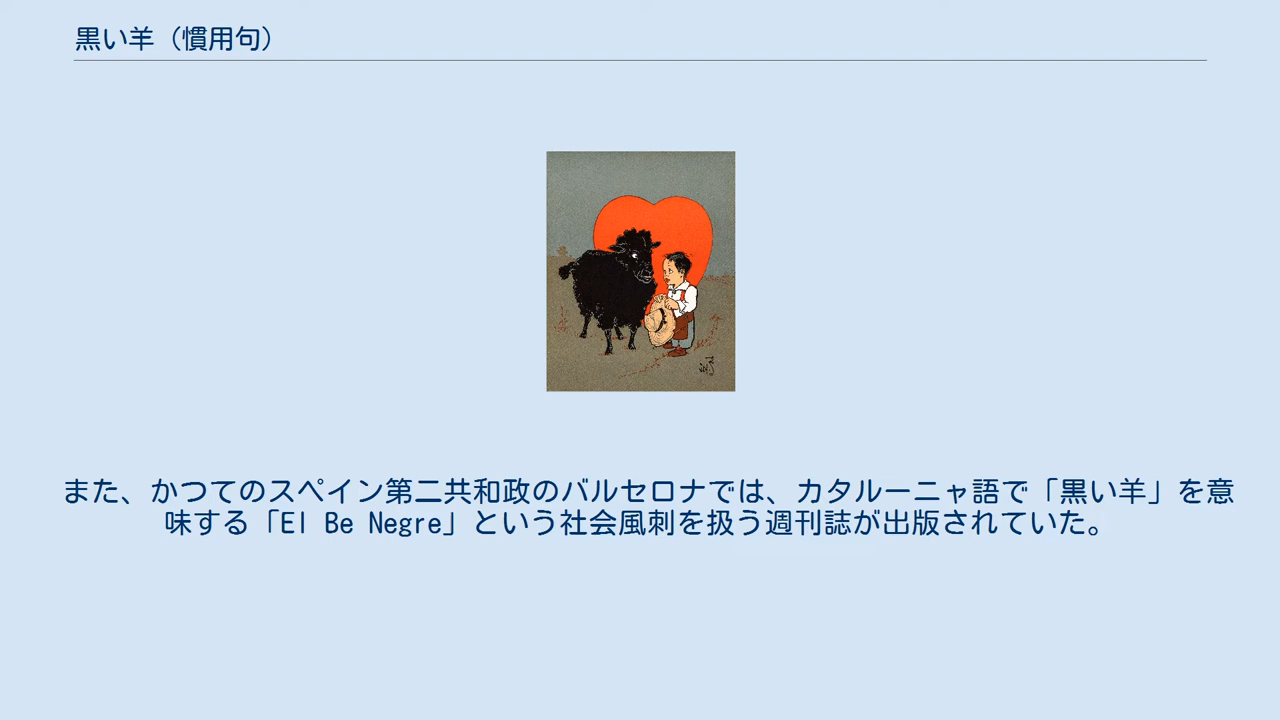 黒い羊（慣用句）
また、かつてのスペイン第二共和政のバルセロナでは、カタルーニャ語で「黒い羊」を意
味する「El Be Negre」という社会風刺を扱う週刊誌が出版されていた。